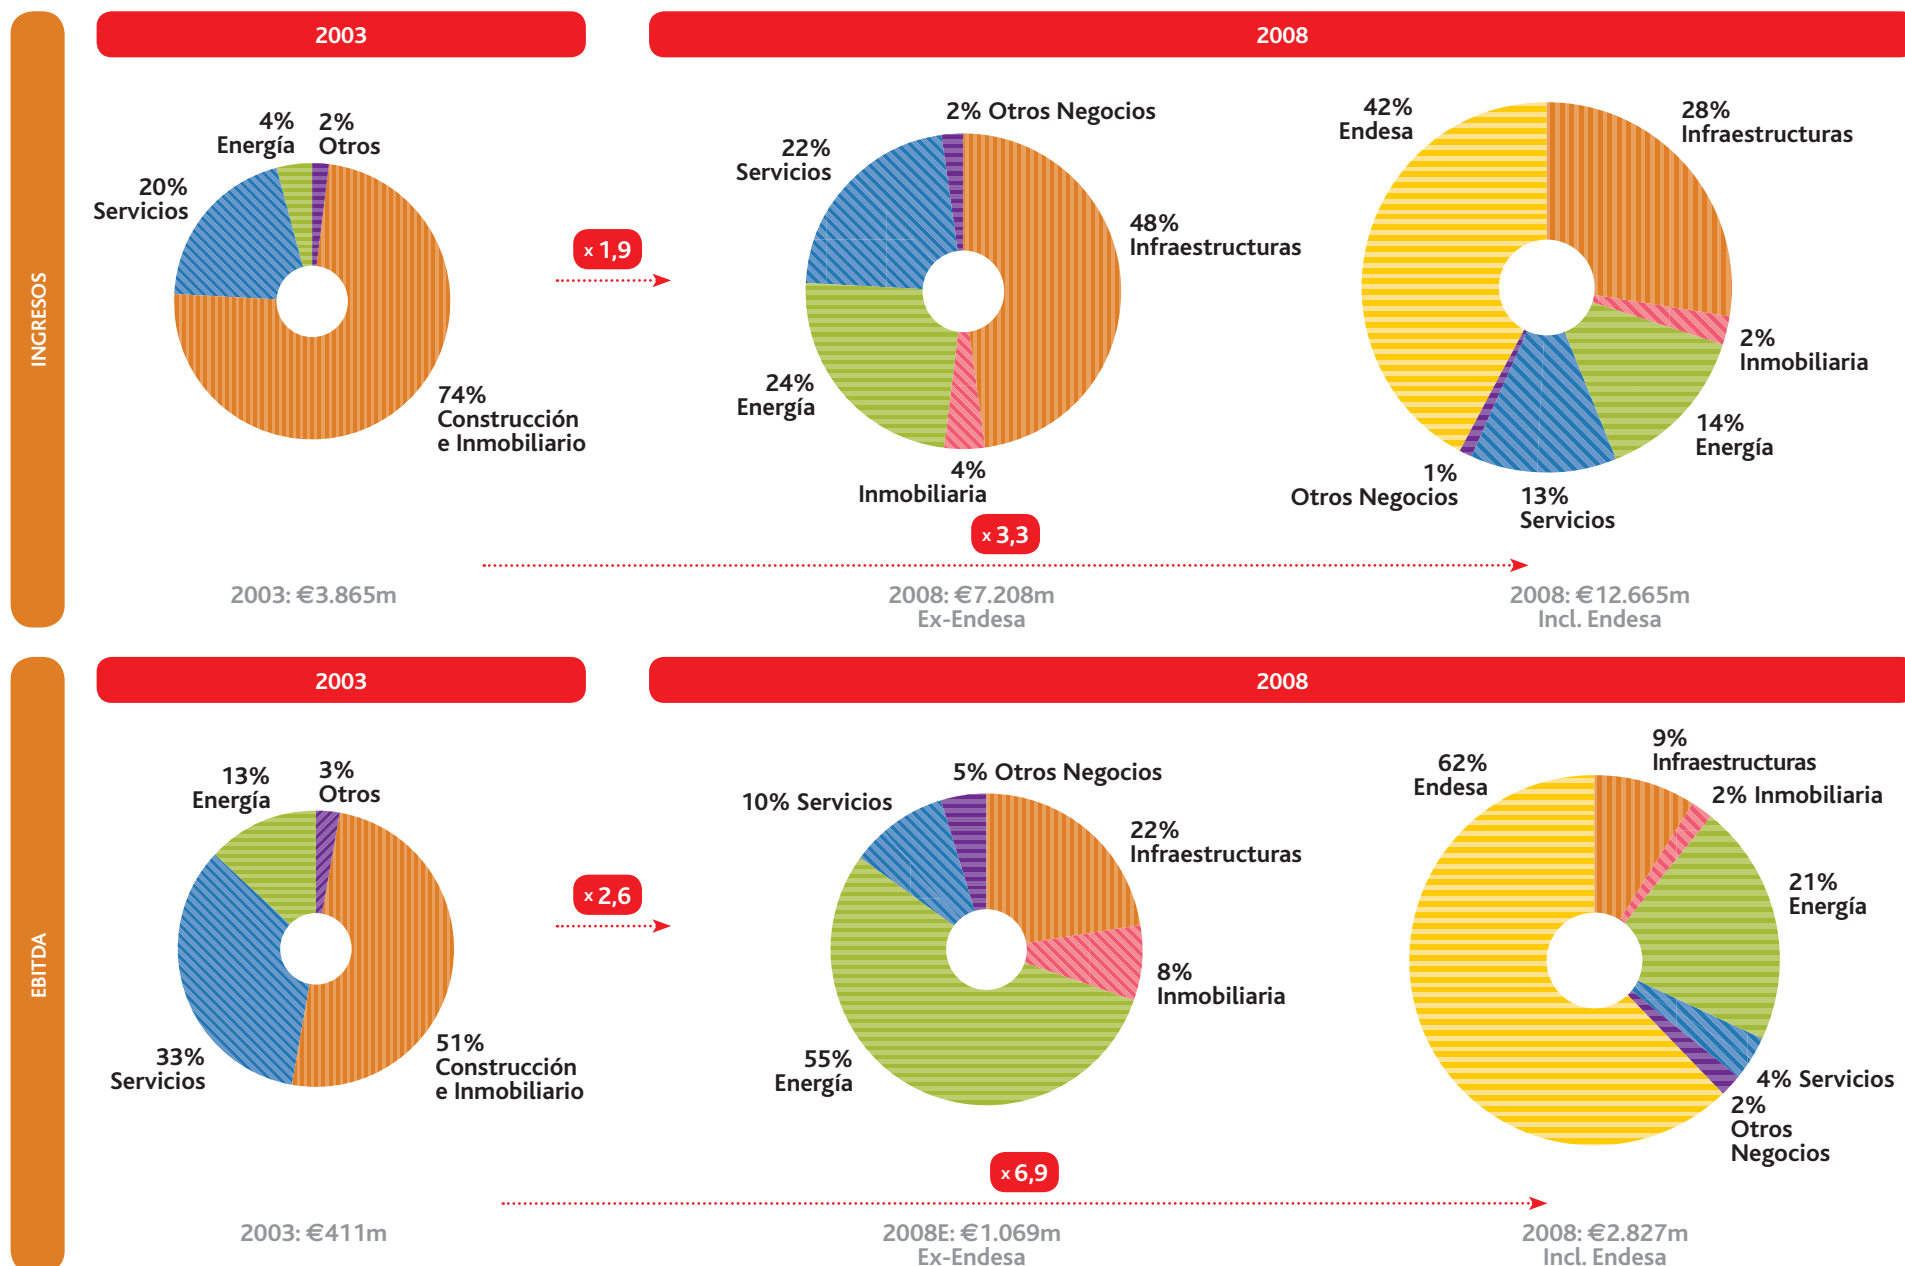 INGRESOS
2003
2008
4%
Energía
2%
Otros
20%
Servicios
74%
Construcción
e Inmobiliario
x 1,9
2% Otros Negocios
22%
Servicios
48%
Infraestructuras
24%
Energía
4%
Inmobiliaria
42%
Endesa
28%
Infraestructuras
2%
Inmobiliaria
14%
Energía
1%
Otros Negocios
13%
Servicios
x 3,3
2003: €3.865m
2008: €7.208m
Ex-Endesa
2008: €12.665m
Incl. Endesa
EBITDA
2003
2008
13%
Energía
3%
Otros
33%
Servicios
51%
Construcción
e Inmobiliario
x 2,6
5% Otros Negocios
10% Servicios
22%
Infraestructuras
8%
Inmobiliaria
55%
Energía
62%
Endesa
9%
Infraestructuras
2% Inmobiliaria
21%
Energía
4% Servicios
2%
Otros
Negocios
x 6,9
2003: €411m
2008E: €1.069m
Ex-Endesa
2008: €2.827m
Incl. Endesa